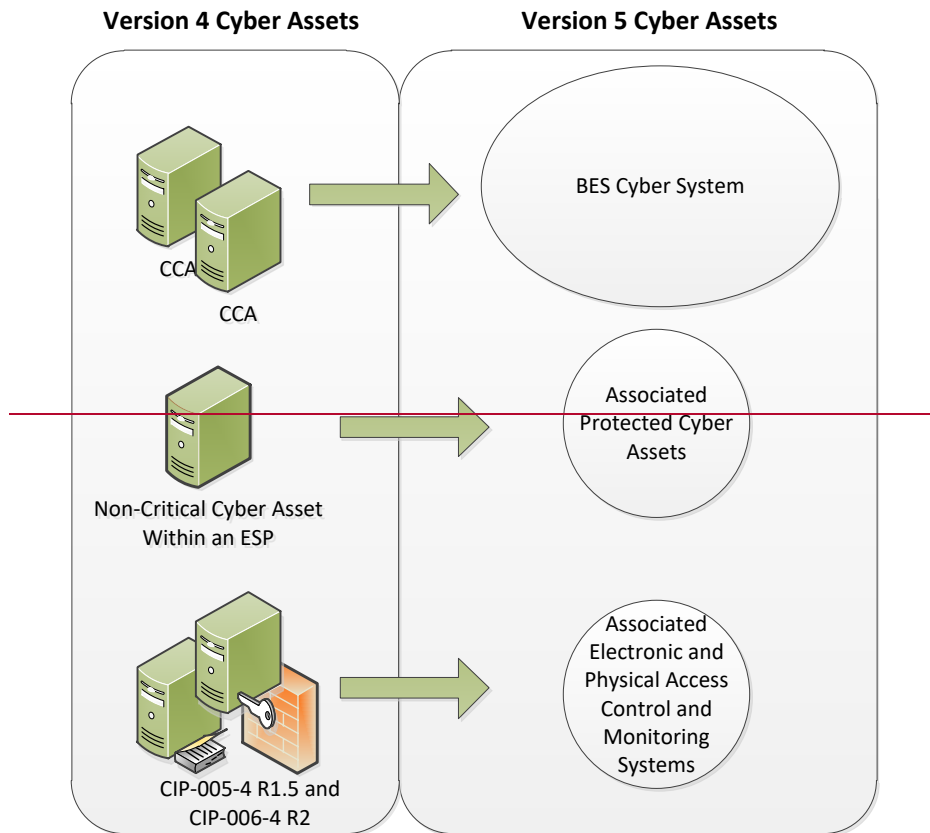 Version 4 Cyber Assets
Version 5 Cyber Assets
CCA
CCA
BES Cyber System
Non-Critical Cyber Asset
Within an ESP
Associated
Protected Cyber
Assets
CIP-005-4 R1.5 and
CIP-006-4 R2
Associated
Electronic and
Physical Access
Control and
Monitoring
Systems